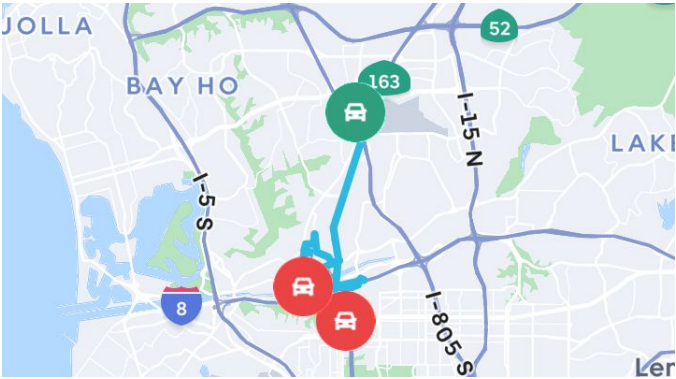 JOLLA
52
BAY HO
163
I-15 N
LAKE
I-5 S
8
I-805 S
Len